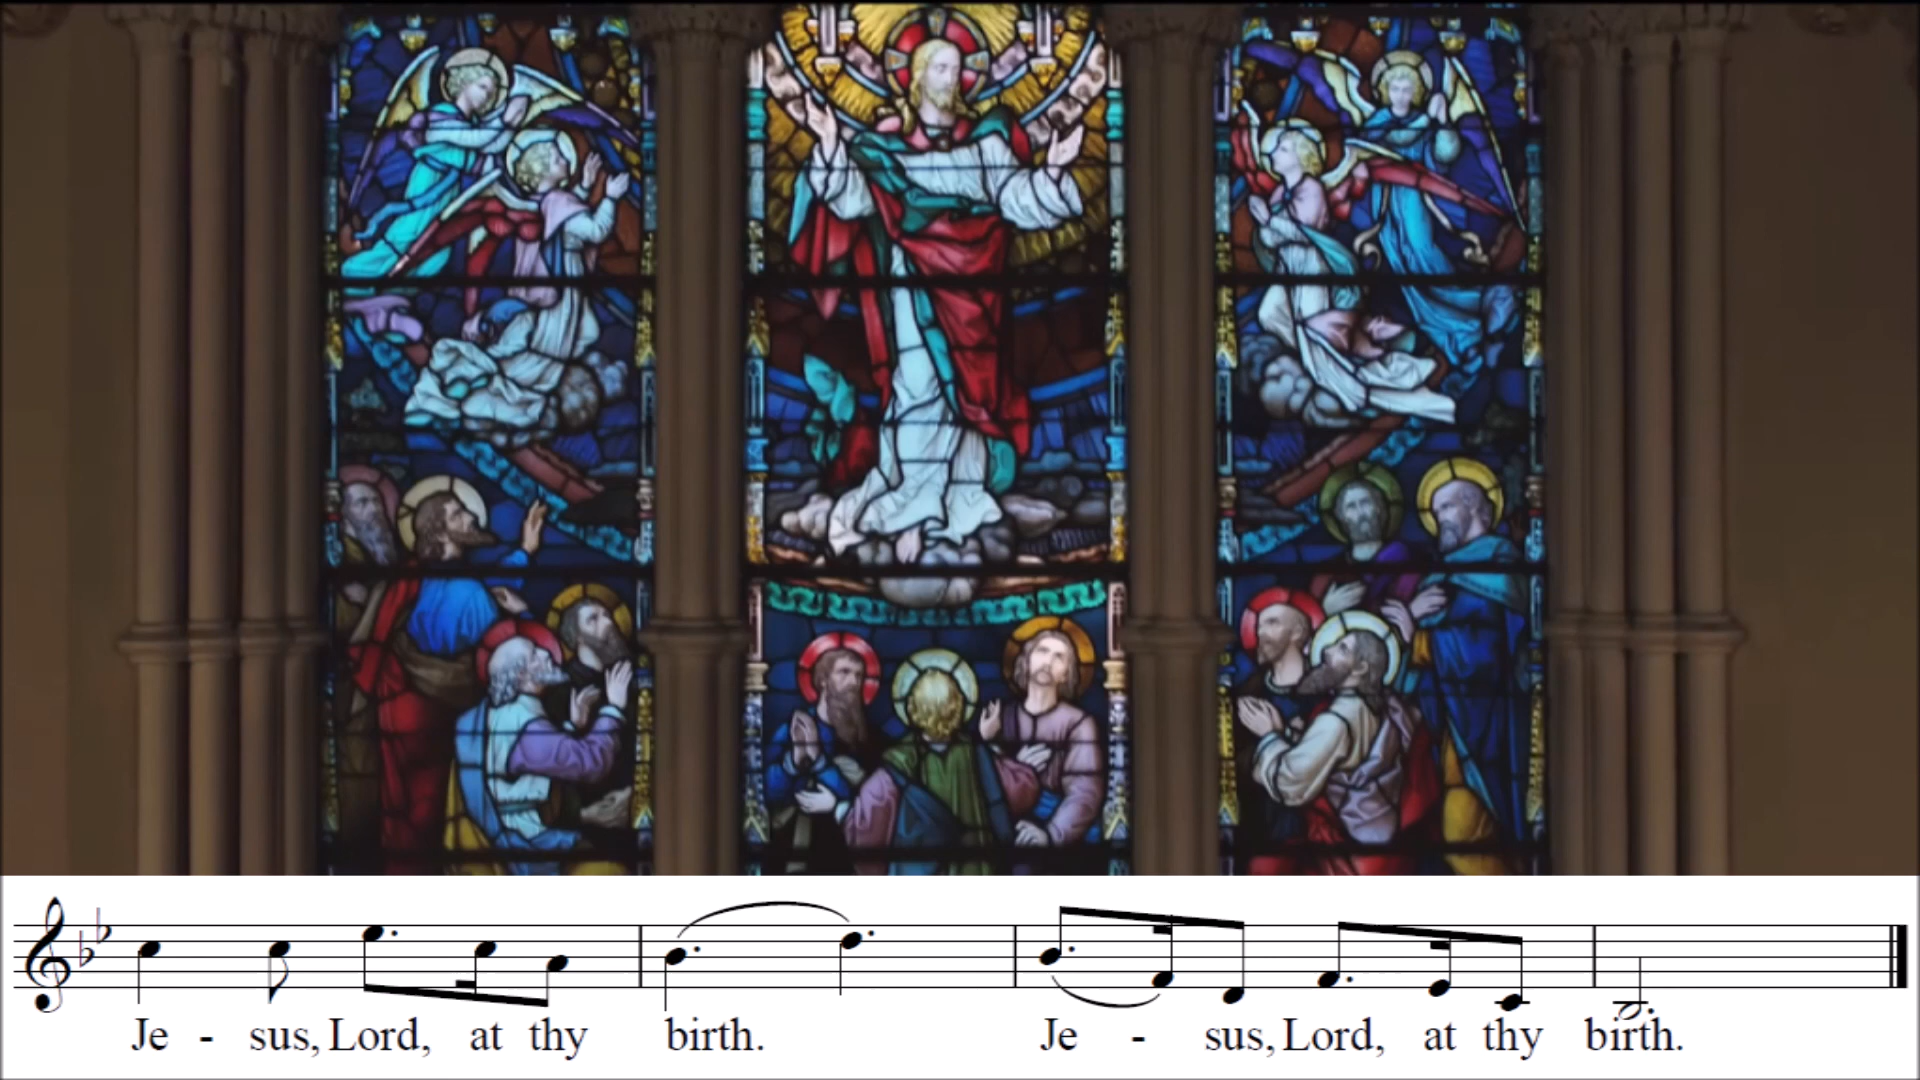 Je - sus, Lord, at thy birth. Je - sus, Lord, at thy birth.